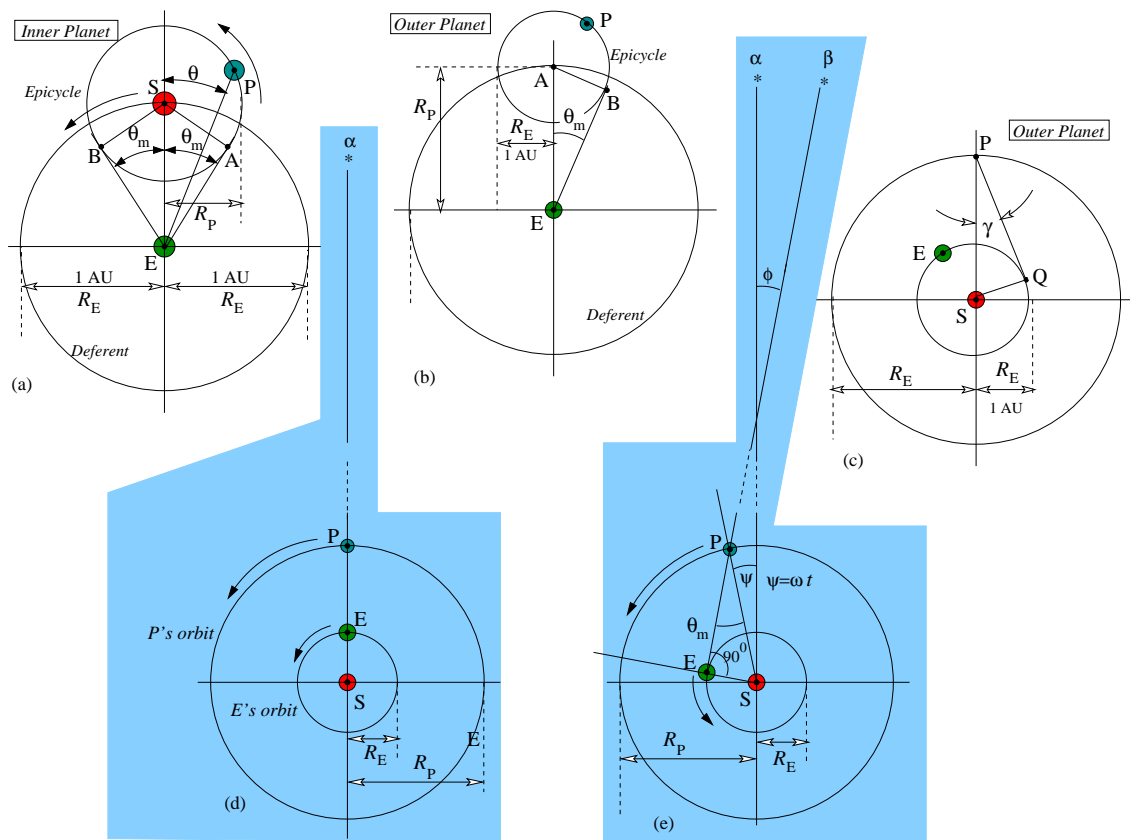 Inner Planet
Epicycle
S
θ
P
θm
θm
B
A
RP
E
1 AU
1 AU
RE
RE
Deferent
(a)
Outer Planet
P
Epicycle
A
B
RP
θm
RE
1 AU
E
Deferent
(b)
α
*
β
*
ϕ
Outer Planet
P
γ
E
Q
S
RE
RE
1 AU
(c)
α
*
P
E
P's orbit
S
E's orbit
E
RE
RP
(d)
P
ψ
ψ=ωt
θm
E
90⁰
S
RP
RE
(e)